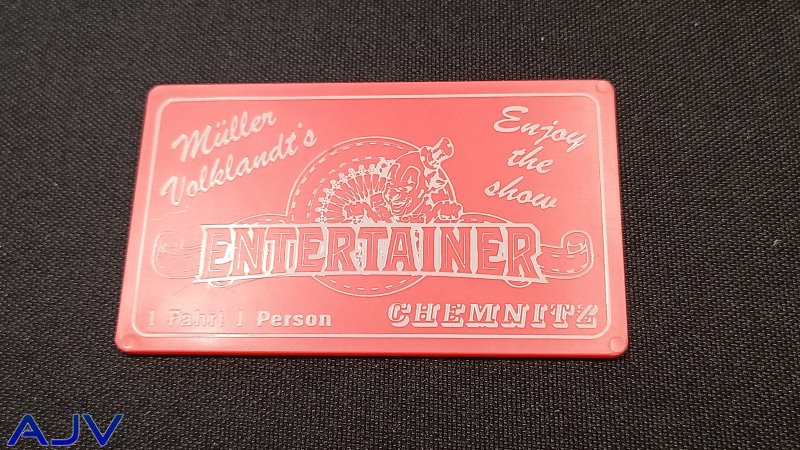 Müller
Volklandt's
Enjoy
the
show
ENTERTAINER
1 Fahrt 1 Person
CHEMNITZ
AJV